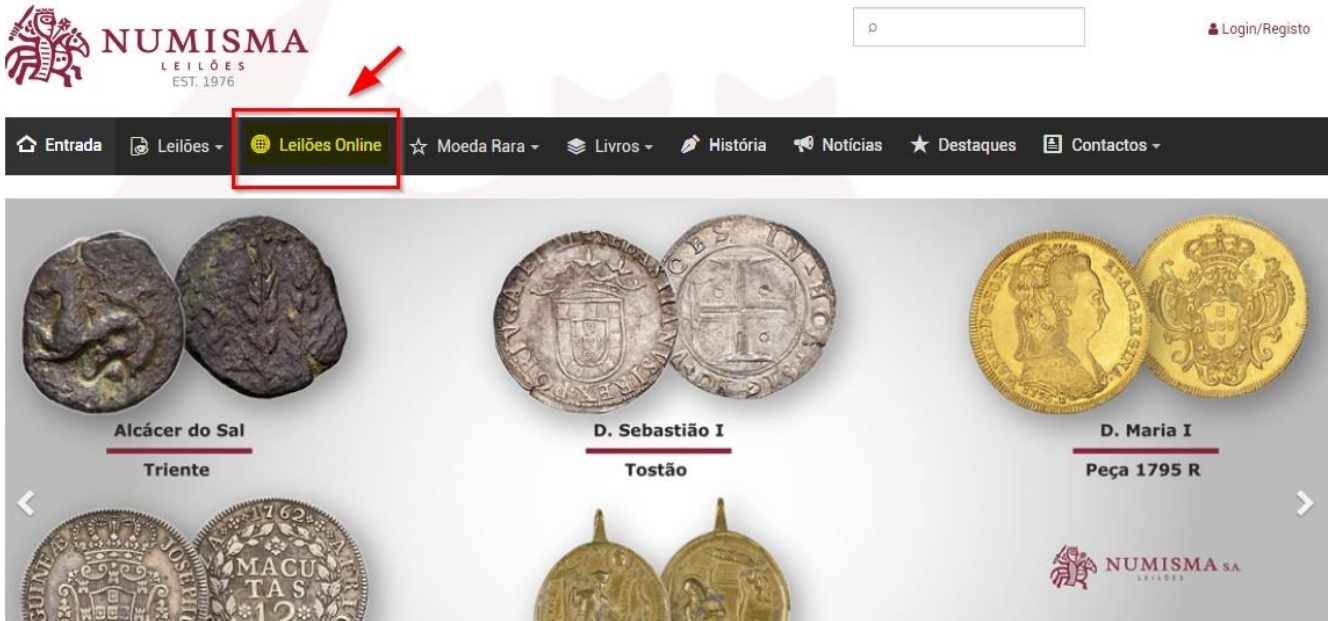 NUMISMA
LEILÕES
EST. 1976
Login/Registo
Entrada
Leilões
Leilões Online
Moeda Rara
Livros
História
Notícias
Destaques
Contactos
Alcácer do Sal
Triente
D. Sebastião I
Tostão
D. Maria I
Peça 1795 R
1762
MACU
TAS
12
NUMISMA S.A.
LEILÕES